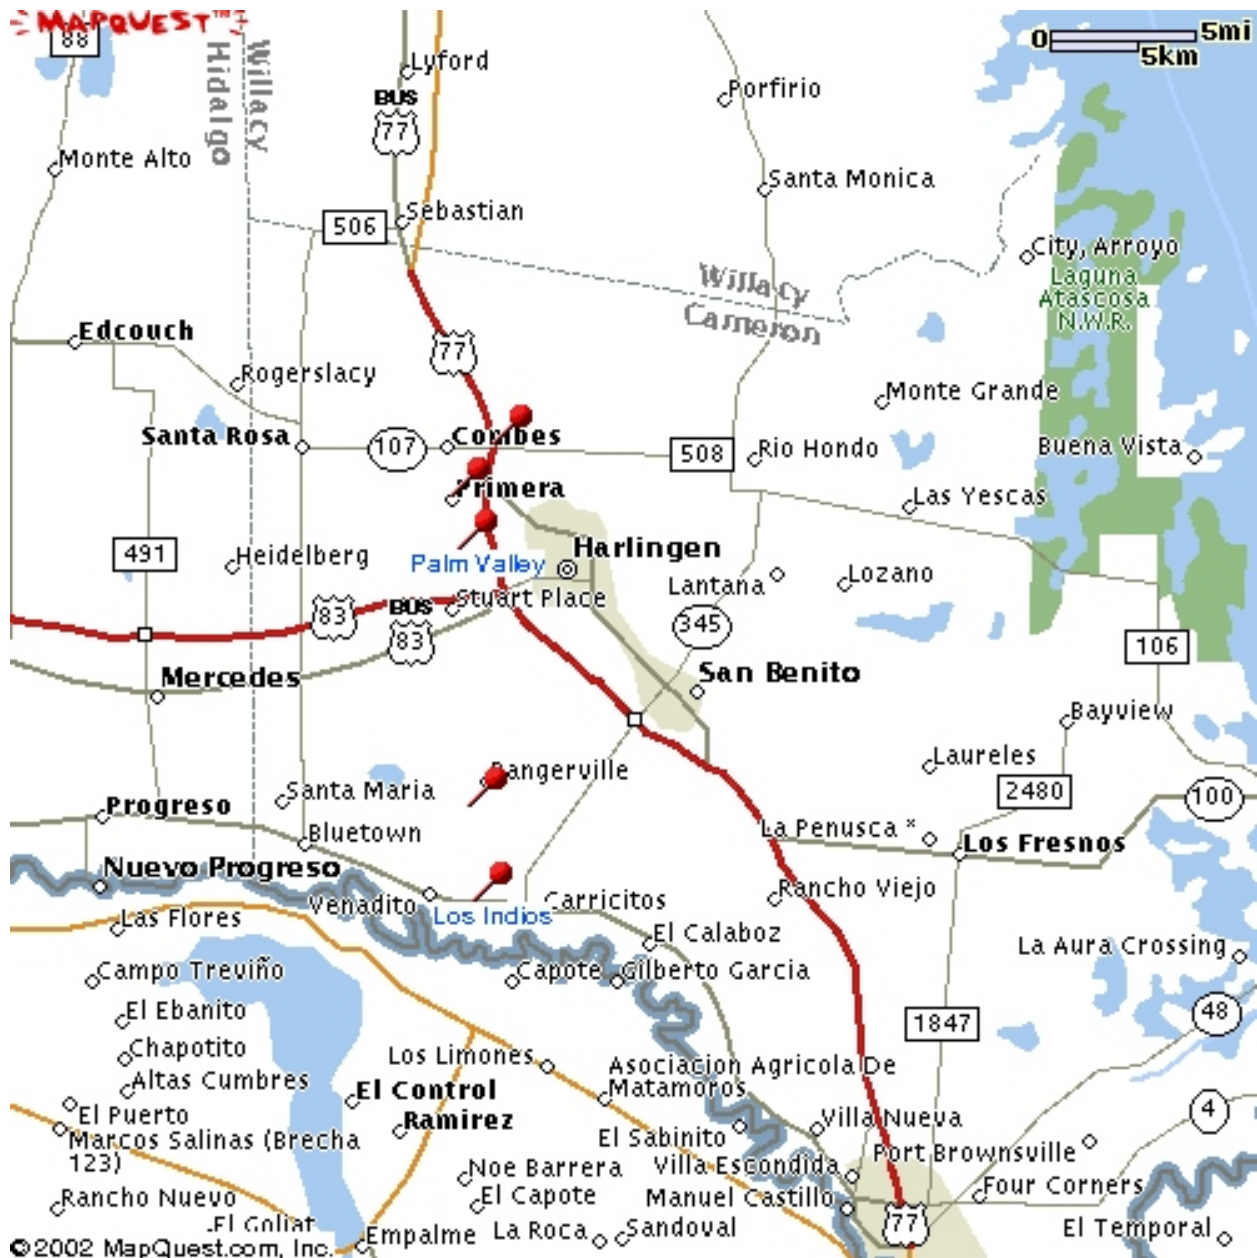 MAPQUEST™
88
Hidalgo
Willacy
Lyford
BUS
77
Porfirio
0
5mi
5km
Monte Alto
Santa Monica
506
Sebastian
City, Arroyo
Laguna
Atascosa
N.W.R.
Willacy
Cameron
Edcouch
77
Rogerslacy
Monte Grande
Santa Rosa
107
Combes
508
Rio Hondo
Buena Vista
Primera
Las Yescas
491
Heidelberg
Palm Valley
Harlingen
Lantana
Lozano
83
BUS
83
Stuart Place
345
106
Mercedes
San Benito
Bayview
Santa Maria
Rangerville
Laureles
2480
100
Progreso
Bluetown
La Penusca *
Los Fresnos
Nuevo Progreso
Venadito
Los Indios
Carricitos
Rancho Viejo
Las Flores
El Calaboz
La Aura Crossing
Campo Treviño
Capote
Gilberto Garcia
El Ebanito
1847
48
Chapotito
Los Limones
Asociacion Agricola De
Matamoros
Altas Cumbres
El Control
El Puerto
Ramirez
Villa Nueva
4
Marcos Salinas (Brecha
123)
El Sabinito
Port Brownsville
Noe Barrera
Villa Escondida
Rancho Nuevo
El Capote
Manuel Castillo
Four Corners
El Goliat
Empalme
La Roca
Sandoval
77
El Temporal
©2002 MapQuest.com, Inc.